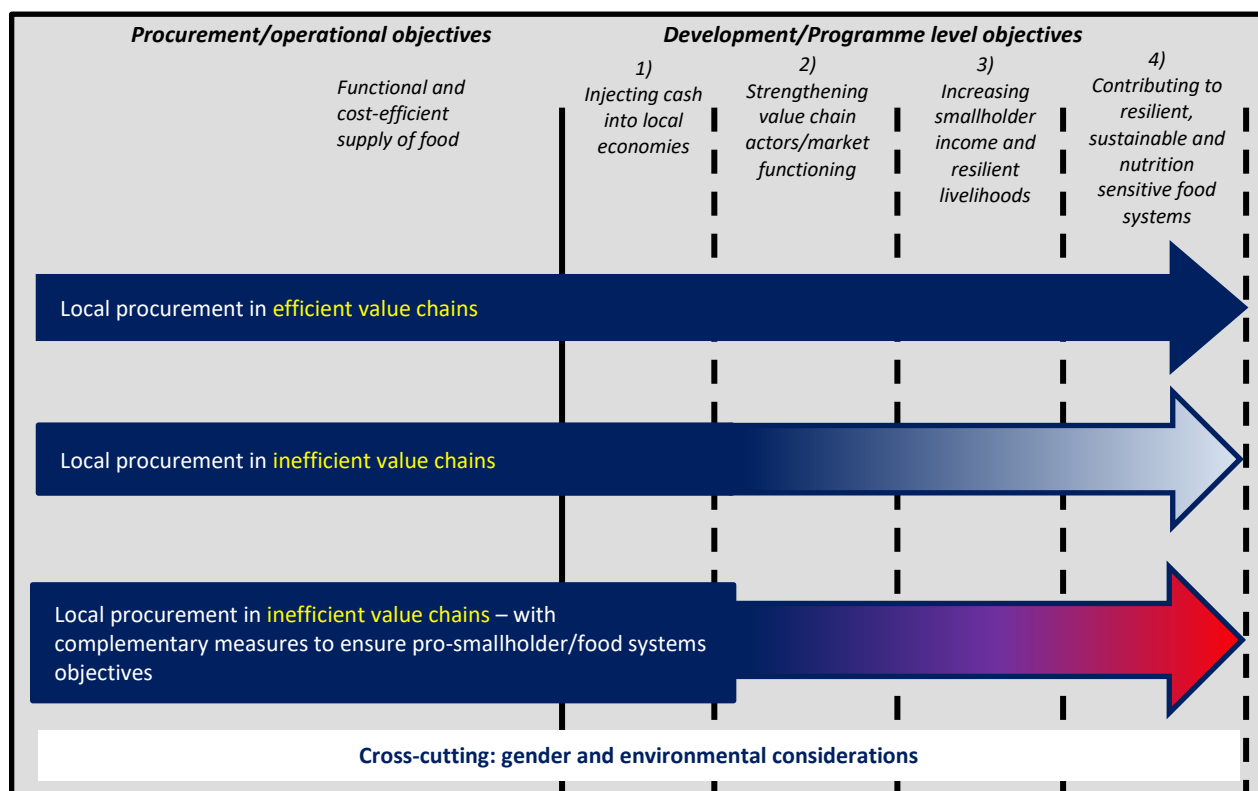 Procurement/operational objectives
Development/Programme level objectives
Functional and
cost-efficient
supply of food
1)
Injecting cash
into local
economies
2)
Strengthening
value chain
actors/market
functioning
3)
Increasing
smallholder
income and
resilient
livelihoods
4)
Contributing to
resilient,
sustainable and
nutrition
sensitive food
systems
Local procurement in efficient value chains
Local procurement in inefficient value chains
Local procurement in inefficient value chains – with
complementary measures to ensure pro-smallholder/food systems
objectives
Cross-cutting: gender and environmental considerations